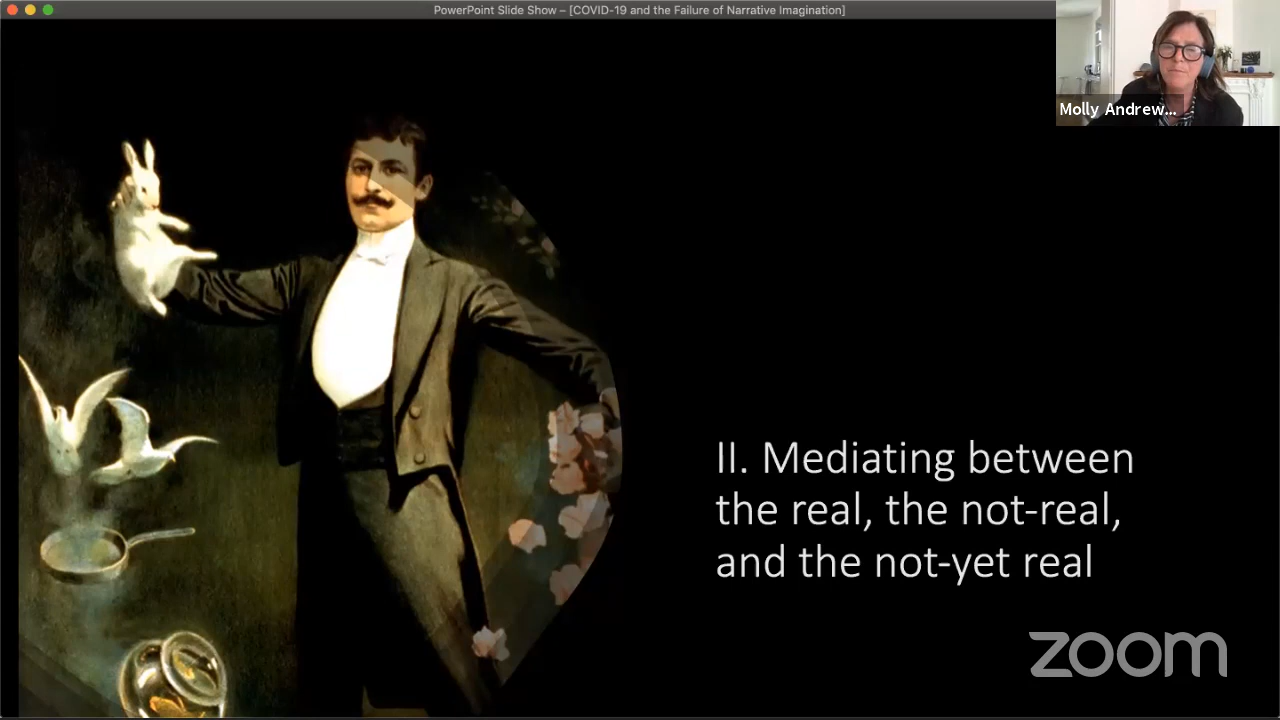 PowerPoint Slide Show – [COVID-19 and the Failure of Narrative Imagination]
Molly Andrew...
II. Mediating between
the real, the not-real,
and the not-yet real
zoom